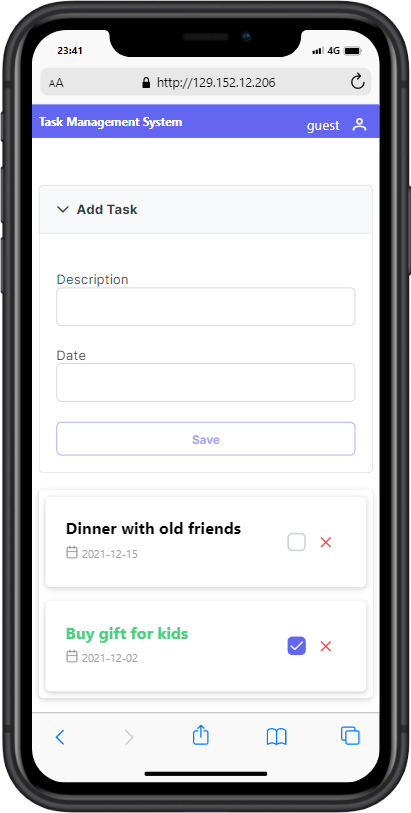 23:41
4G
AA
http://129.152.12.206
Task Management System
guest
Add Task
Description
Date
Save
Dinner with old friends
2021-12-15
Buy gift for kids
2021-12-02